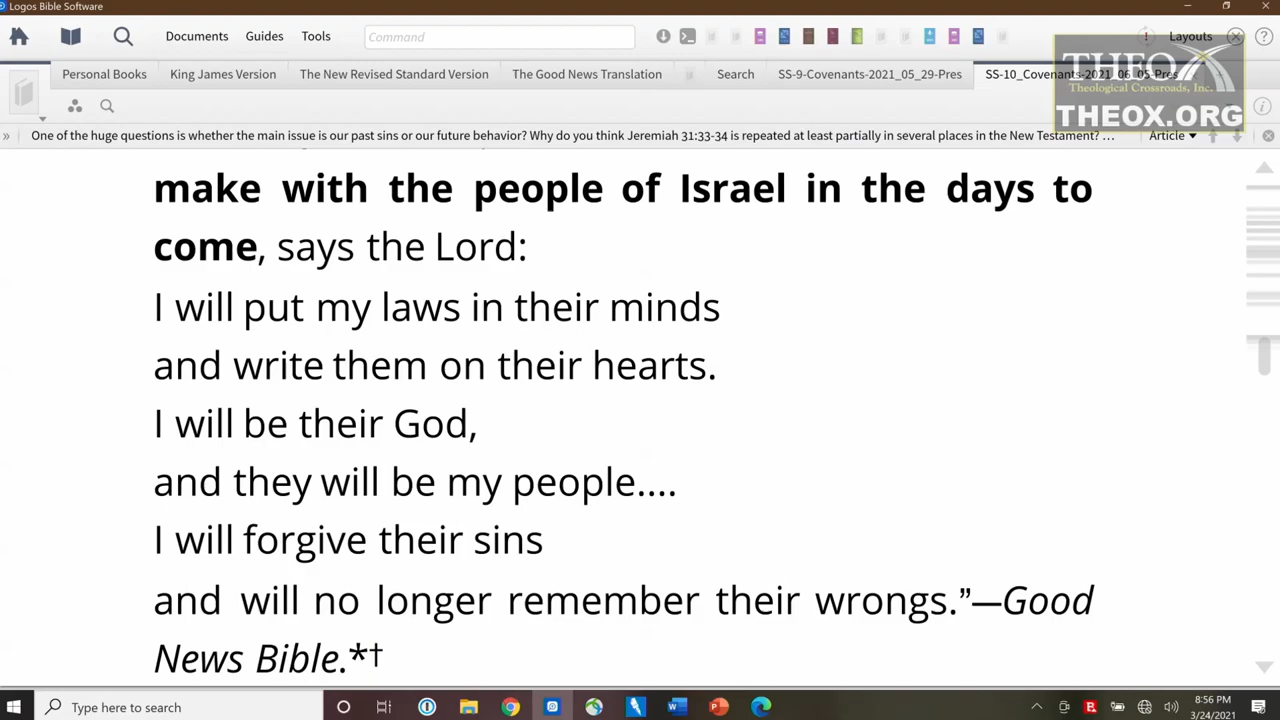 Logos Bible Software
Documents Guides Tools Command Layouts
Personal Books King James Version The New Revised Standard Version The Good News Translation Search SS-9-Covenants-2021_05_29-Pres SS-10_Covenants-2021_06_05-Pres
THEOX
Theological Crossroads, Inc.
THEOX.ORG
One of the huge questions is whether the main issue is our past sins or our future behavior? Why do you think Jeremiah 31:33-34 is repeated at least partially in several places in the New Testament? ... Article
make with the people of Israel in the days to
come, says the Lord:
I will put my laws in their minds
and write them on their hearts.
I will be their God,
and they will be my people....
I will forgive their sins
and will no longer remember their wrongs.”—Good
News Bible.*†
Type here to search
8:56 PM
3/24/2021